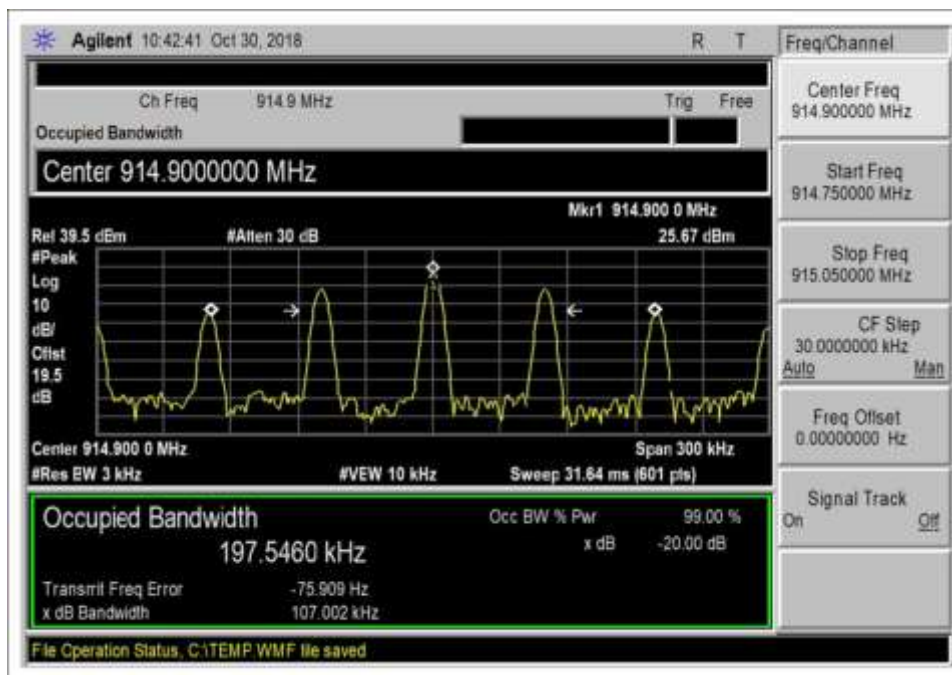 Agilent 10:42:41 Oct 30, 2018 R T
Freq/Channel
Ch Freq 914.9 MHz Trig Free
Occupied Bandwidth
Center 914.9000000 MHz
Mkr1 914.900 0 MHz
Ref 39.5 dBm #Atten 30 dB 25.67 dBm
#Peak
Log
10
dB/
Offst
19.5
dB
1
Center 914.900 0 MHz Span 300 kHz
#Res BW 3 kHz #VBW 10 kHz Sweep 31.64 ms (601 pts)
Occupied Bandwidth Occ BW % Pwr 99.00 %
197.5460 kHz x dB -20.00 dB
Transmit Freq Error -75.909 Hz
x dB Bandwidth 107.002 kHz
File Operation Status, C:\TEMP.WMF file saved
Center Freq
914.900000 MHz
Start Freq
914.750000 MHz
Stop Freq
915.050000 MHz
CF Step
30.0000000 kHz
Auto Man
Freq Offset
0.00000000 Hz
Signal Track
On Off